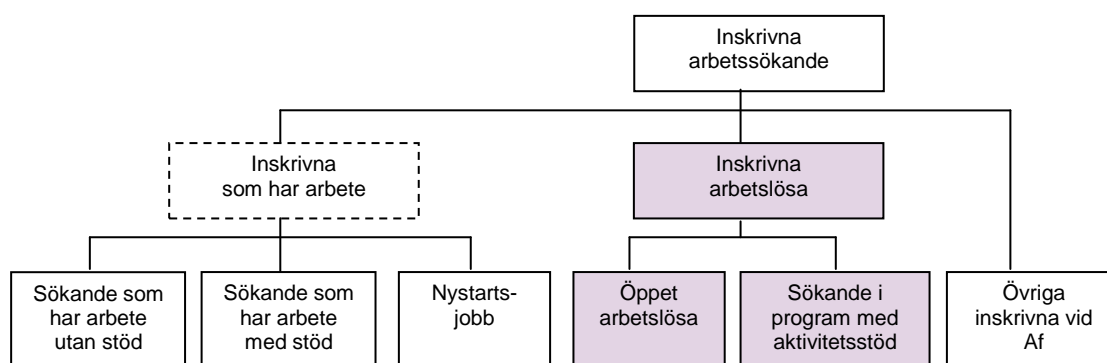 Inskrivna
arbetssökande
Inskrivna
som har arbete
Inskrivna
arbetslösa
Sökande som
har arbete
utan stöd
Sökande som
har arbete
med stöd
Nystarts-
jobb
Öppet
arbetslösa
Sökande i
program med
aktivitetsstöd
Övriga
inskrivna vid
Af